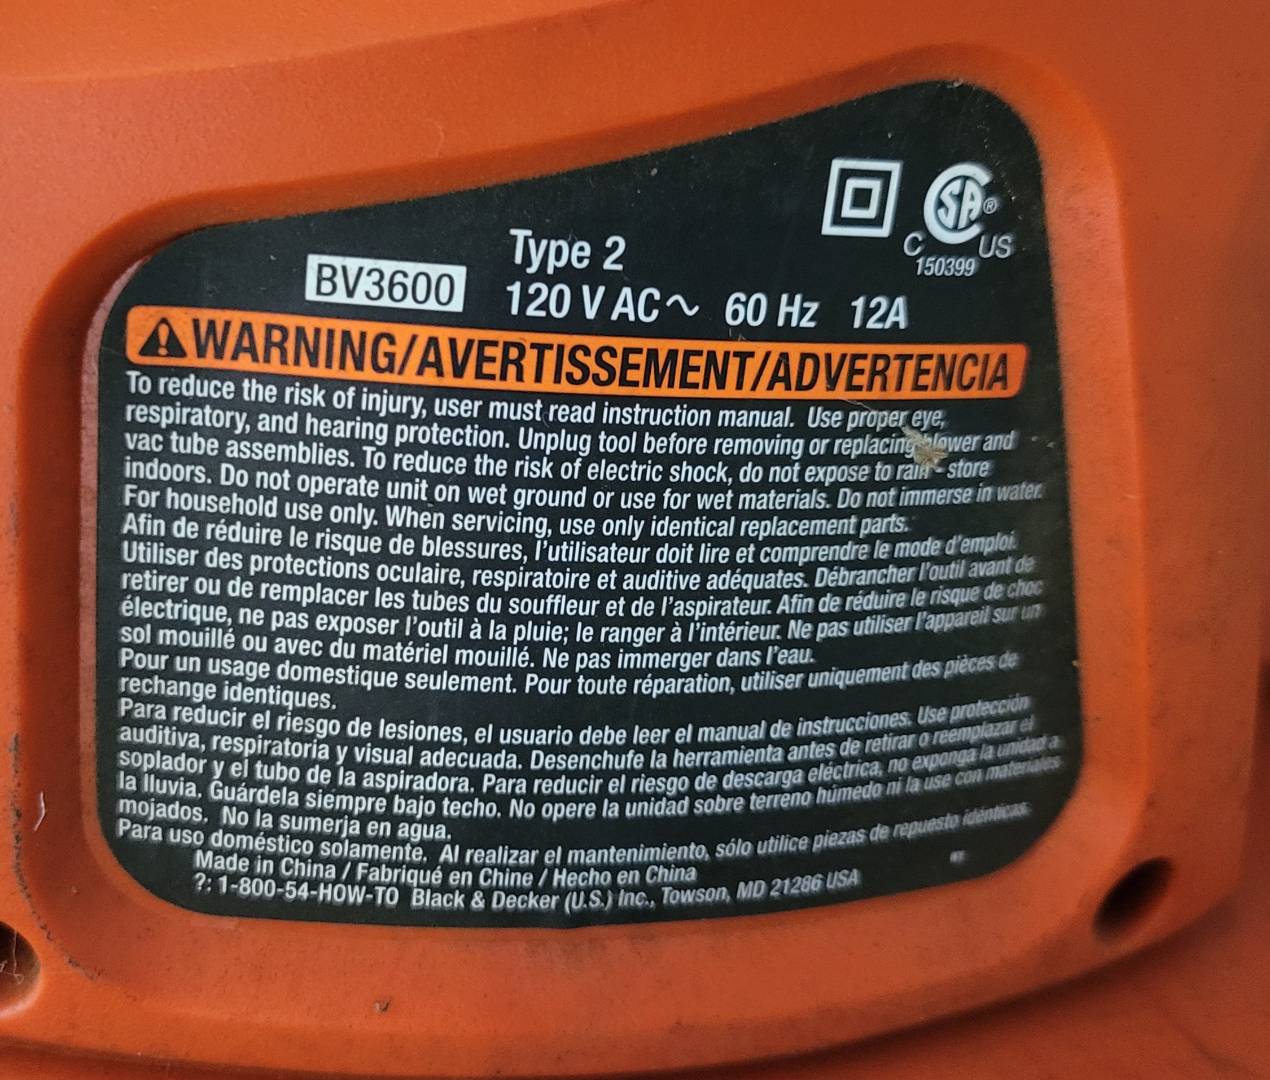 SA®
C US
150399
Type 2
BV3600
120 V AC~ 60 Hz 12A
WARNING/AVERTISSEMENT/ADVERTENCIA
To reduce the risk of injury, user must read instruction manual. Use proper eye,
respiratory, and hearing protection. Unplug tool before removing or replacing blower and
vac tube assemblies. To reduce the risk of electric shock, do not expose to rain - store
indoors. Do not operate unit on wet ground or use for wet materials. Do not immerse in water.
For household use only. When servicing, use only identical replacement parts.
Afin de réduire le risque de blessures, l'utilisateur doit lire et comprendre le mode d'emploi.
Utiliser des protections oculaire, respiratoire et auditive adéquates. Débrancher l'outil avant de
retirer ou de remplacer les tubes du souffleur et de l'aspirateur. Afin de réduire le risque de choc
électrique, ne pas exposer l'outil à la pluie; le ranger à l'intérieur. Ne pas utiliser l'appareil sur un
sol mouillé ou avec du matériel mouillé. Ne pas immerger dans l'eau.
Pour un usage domestique seulement. Pour toute réparation, utiliser uniquement des pièces de
rechange identiques.
Para reducir el riesgo de lesiones, el usuario debe leer el manual de instrucciones. Use protección
auditiva, respiratoria y visual adecuada. Desenchufe la herramienta antes de retirar o reemplazar el
soplador y el tubo de la aspiradora. Para reducir el riesgo de descarga eléctrica, no exponga la unidad a
la lluvia. Guárdela siempre bajo techo. No opere la unidad sobre terreno húmedo ni la use con materiales
mojados. No la sumerja en agua.
Para uso doméstico solamente. Al realizar el mantenimiento, sólo utilice piezas de repuesto idénticas.
Made in China / Fabriqué en Chine / Hecho en China
?: 1-800-54-HOW-TO Black & Decker (U.S.) Inc., Towson, MD 21286 USA